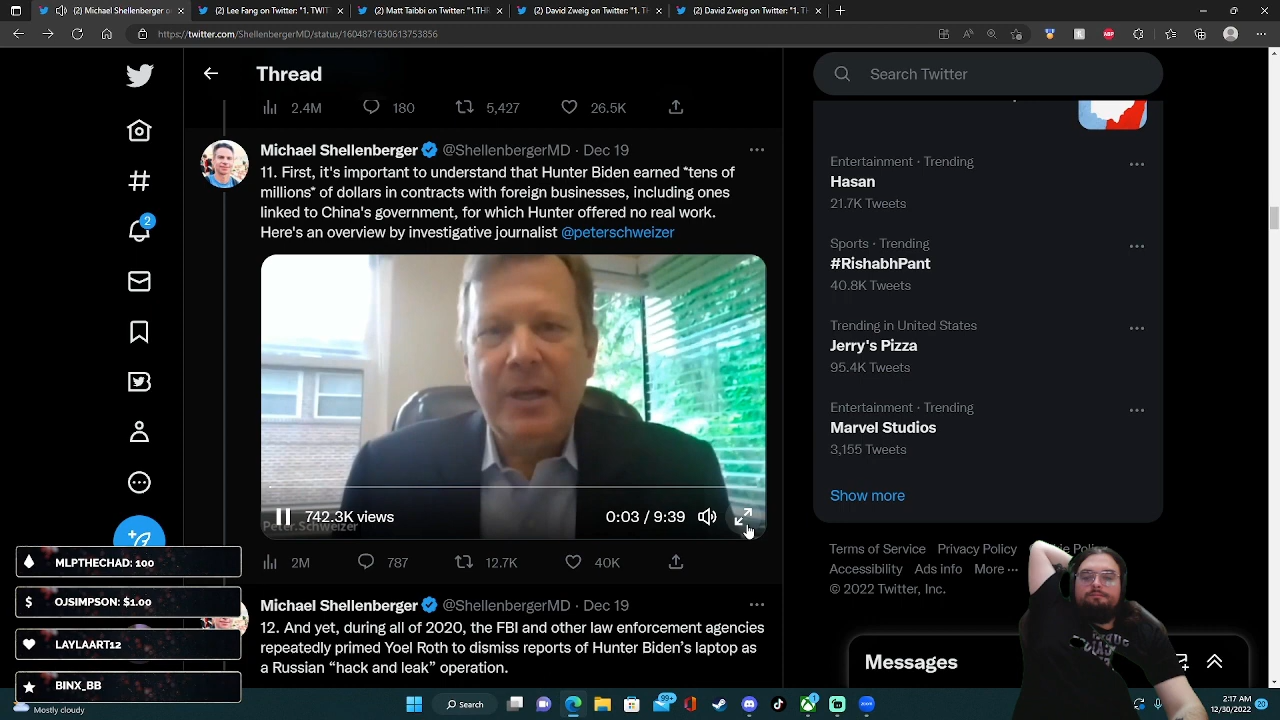 Michael Shellenberger on
Lee Fang on Twitter: "1. TWIT
Matt Taibbi on Twitter: "1.THR
David Zweig on Twitter: "1. TH
David Zweig on Twitter: "1. TH
https://twitter.com/ShellenbergerMD/status/1604871630613753856
Thread
Search Twitter
2.4M 180 5,427 26.5K
Michael Shellenberger @ShellenbergerMD · Dec 19
11. First, it's important to understand that Hunter Biden earned *tens of
millions* of dollars in contracts with foreign businesses, including ones
linked to China's government, for which Hunter offered no real work.
Here's an overview by investigative journalist @peterschweizer
742.3K views
0:03 / 9:39
Peter.Schweizer
2M 787 12.7K 40K
Michael Shellenberger @ShellenbergerMD · Dec 19
12. And yet, during all of 2020, the FBI and other law enforcement agencies
repeatedly primed Yoel Roth to dismiss reports of Hunter Biden's laptop as
a Russian "hack and leak" operation.
2
Entertainment · Trending
Hasan
21.7K Tweets
Sports · Trending
#RishabhPant
40.8K Tweets
Trending in United States
Jerry's Pizza
95.4K Tweets
Entertainment · Trending
Marvel Studios
3,155 Tweets
Show more
Terms of Service Privacy Policy
Accessibility Ads info More ···
© 2022 Twitter, Inc.
Messages
MLPTHECHAD: 100
OJSIMPSON: $1.00
LAYLAART12
BINX_BB
Mostly cloudy
Search
99+
1
2:17 AM
12/30/2022
20